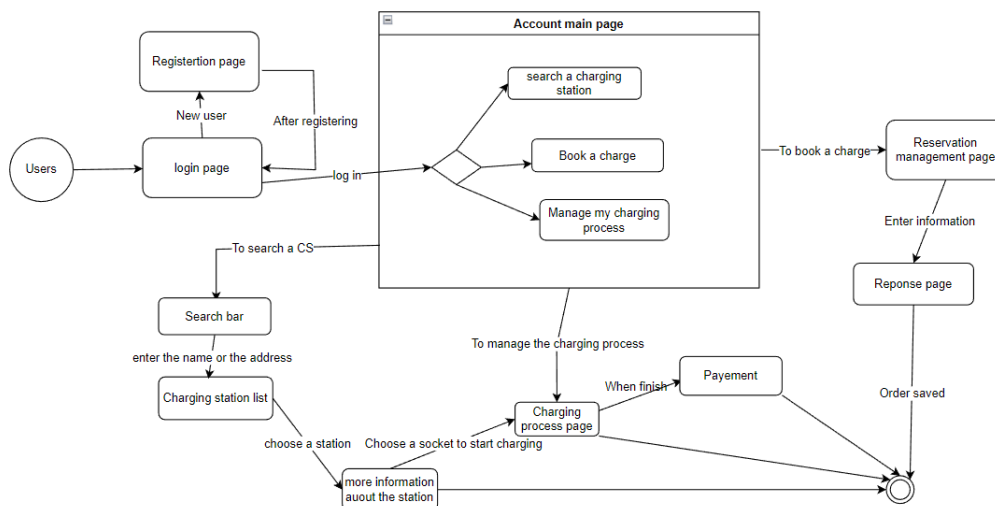 Account main page
Registertion page
search a charging
station
New user
After registering
Users
login page
log in
Book a charge
To book a charge
Reservation
management page
Manage my charging
process
Enter information
To search a CS
Reponse page
Search bar
To manage the charging process
enter the name or the address
Charging station list
When finish
Payement
Order saved
Charging
process page
choose a station
Choose a socket to start charging
more information
auout the station